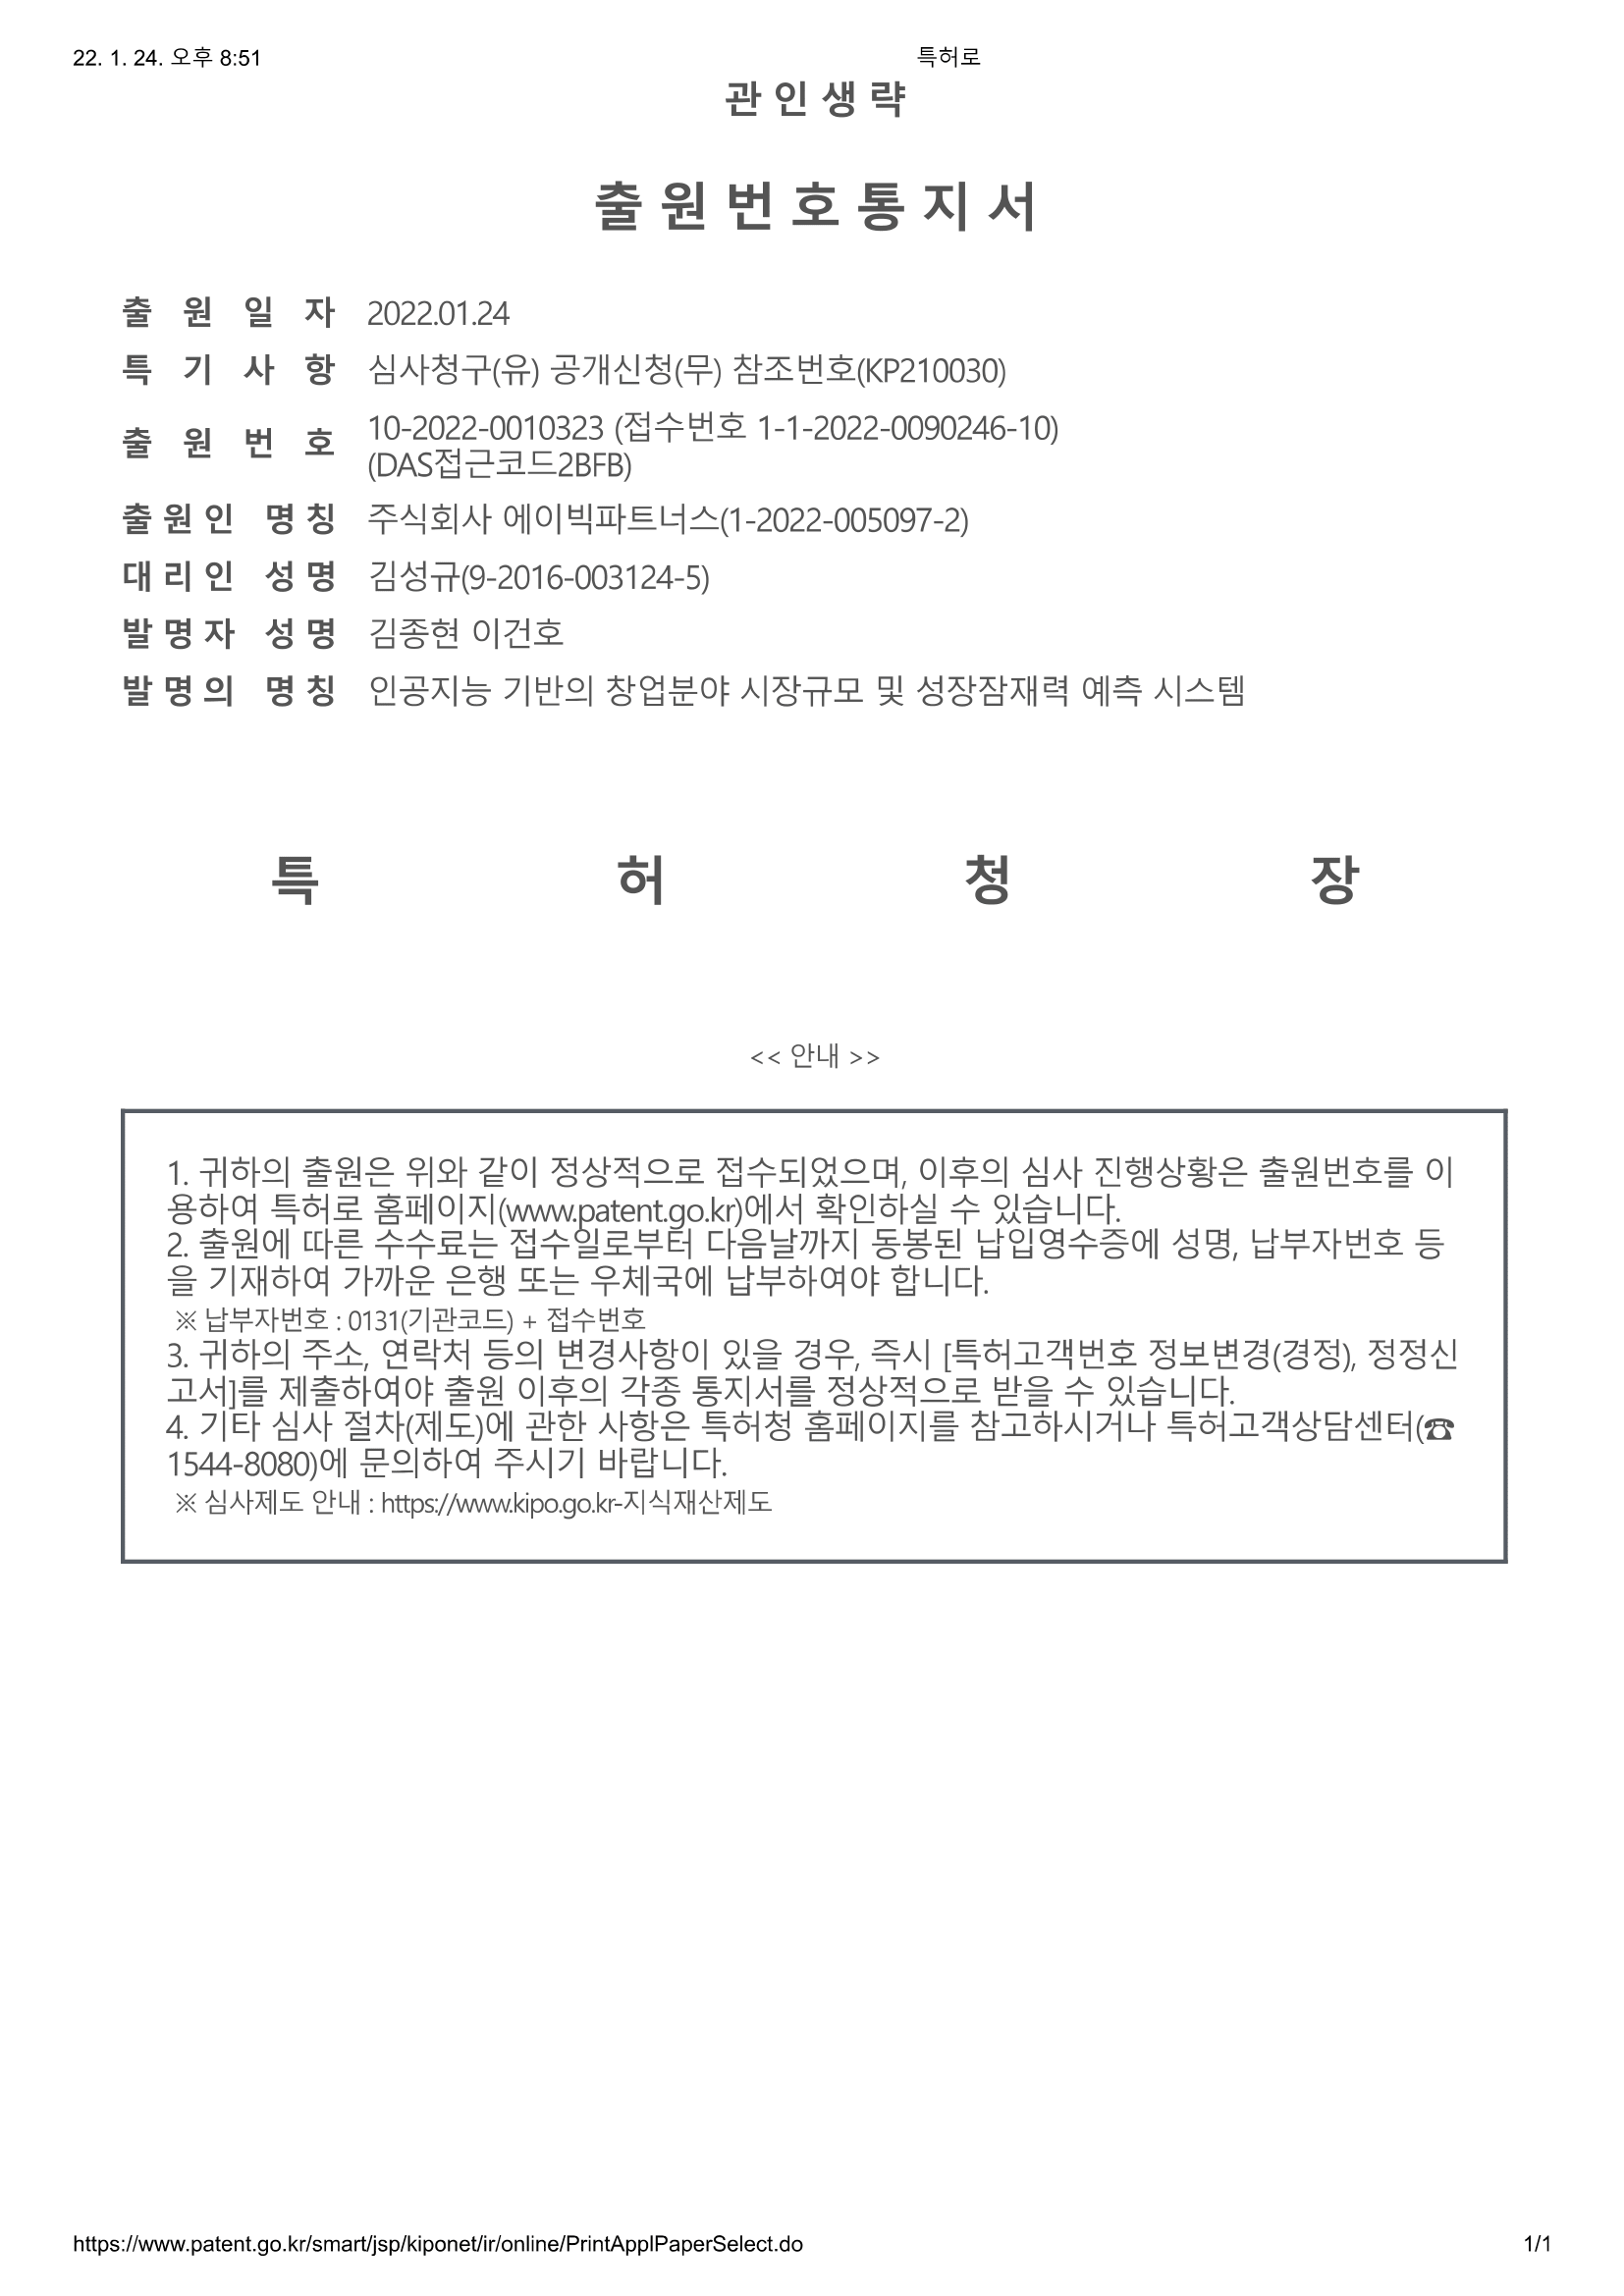 22. 1. 24. 오후 8:51
특허로
관 인 생 략
출 원 번 호 통 지 서
출 원 일 자 2022.01.24
특 기 사 항 심사청구(유) 공개신청(무) 참조번호(KP210030)
출 원 번 호 10-2022-0010323 (접수번호 1-1-2022-0090246-10)
(DAS접근코드2BFB)
출 원 인 명 칭 주식회사 에이빅파트너스(1-2022-005097-2)
대 리 인 성 명 김성규(9-2016-003124-5)
발 명 자 성 명 김종현 이건호
발 명 의 명 칭 인공지능 기반의 창업분야 시장규모 및 성장잠재력 예측 시스템
특 허 청 장
<< 안내 >>
1. 귀하의 출원은 위와 같이 정상적으로 접수되었으며, 이후의 심사 진행상황은 출원번호를 이
용하여 특허로 홈페이지(www.patent.go.kr)에서 확인하실 수 있습니다.
2. 출원에 따른 수수료는 접수일로부터 다음날까지 동봉된 납입영수증에 성명, 납부자번호 등
을 기재하여 가까운 은행 또는 우체국에 납부하여야 합니다.
※ 납부자번호 : 0131(기관코드) + 접수번호
3. 귀하의 주소, 연락처 등의 변경사항이 있을 경우, 즉시 [특허고객번호 정보변경(경정), 정정신
고서]를 제출하여야 출원 이후의 각종 통지서를 정상적으로 받을 수 있습니다.
4. 기타 심사 절차(제도)에 관한 사항은 특허청 홈페이지를 참고하시거나 특허고객상담센터(☎
1544-8080)에 문의하여 주시기 바랍니다.
※ 심사제도 안내 : https://www.kipo.go.kr-지식재산제도
https://www.patent.go.kr/smart/jsp/kiponet/ir/online/PrintApplPaperSelect.do
1/1